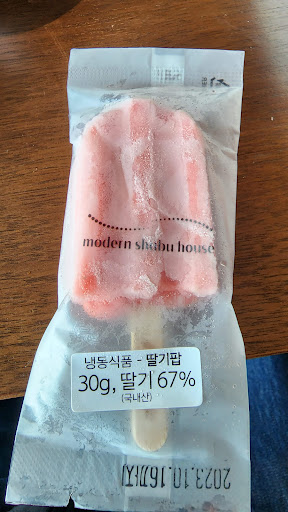 modern shabu house
냉동식품 - 딸기팝
30g, 딸기 67%
(국내산)
2023.10.16까지